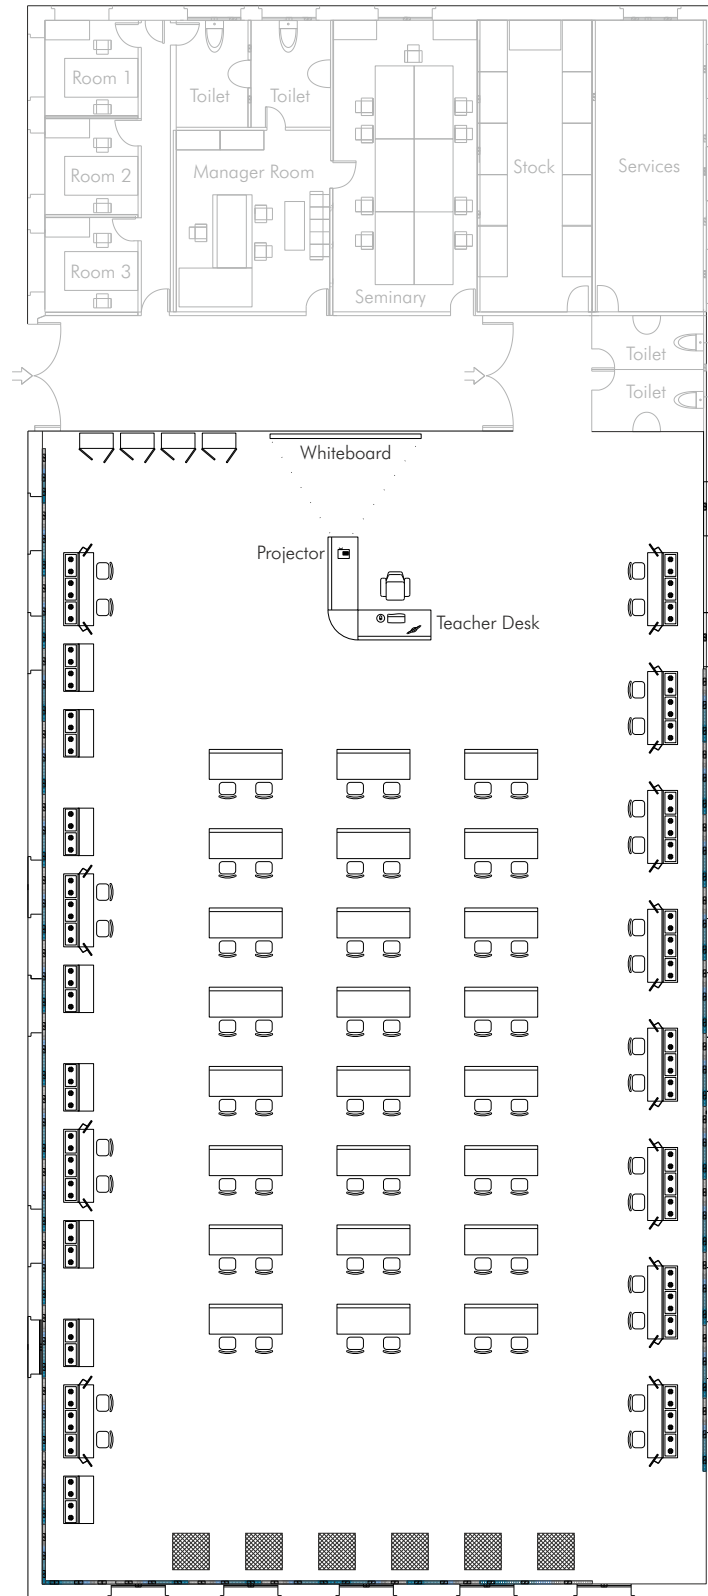 Room 1
Toilet
Toilet
Room 2
Manager Room
Stock
Services
Room 3
Seminary
Toilet
Toilet
Whiteboard
Projector
Teacher Desk